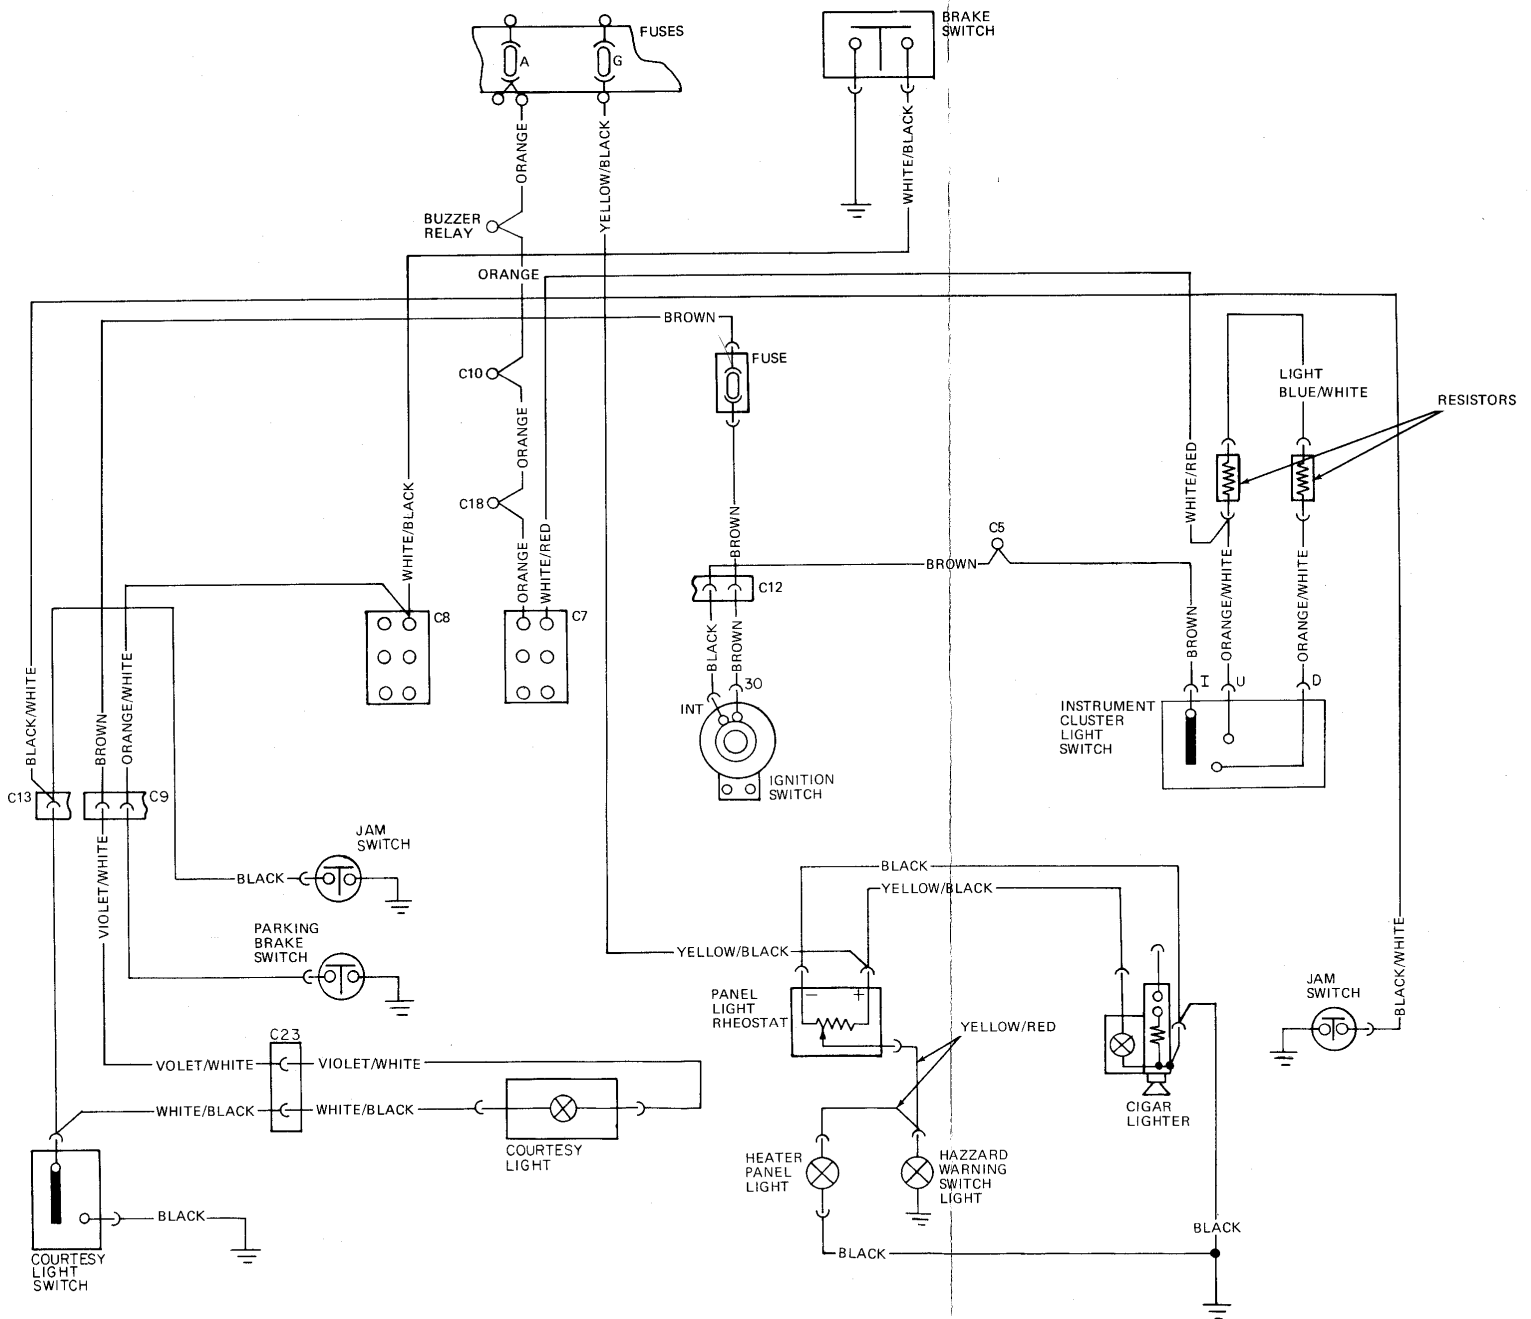 FUSES
A
G
BRAKE
SWITCH
ORANGE
YELLOW/BLACK
WHITE/BLACK
BUZZER
RELAY
ORANGE
BROWN
FUSE
C10
ORANGE
LIGHT
BLUE/WHITE
RESISTORS
WHITE/BLACK
C18
ORANGE
WHITE/RED
BROWN
WHITE/RED
C5
BROWN
C12
C8
C7
BLACK
BROWN
BROWN
ORANGE/WHITE
ORANGE/WHITE
BLACK/WHITE
BROWN
ORANGE/WHITE
INT
30
I
U
D
INSTRUMENT
CLUSTER
LIGHT
SWITCH
IGNITION
SWITCH
C13
C9
VIOLET/WHITE
JAM
SWITCH
BLACK
BLACK
YELLOW/BLACK
PARKING
BRAKE
SWITCH
YELLOW/BLACK
BLACK/WHITE
PANEL
LIGHT
RHEOSTAT
−
+
JAM
SWITCH
YELLOW/RED
C23
VOLET/WHITE
VIOLET/WHITE
WHITE/BLACK
WHITE/BLACK
CIGAR
LIGHTER
COURTESY
LIGHT
HEATER
PANEL
LIGHT
HAZZARD
WARNING
SWITCH
LIGHT
BLACK
BLACK
BLACK
COURTESY
LIGHT
SWITCH